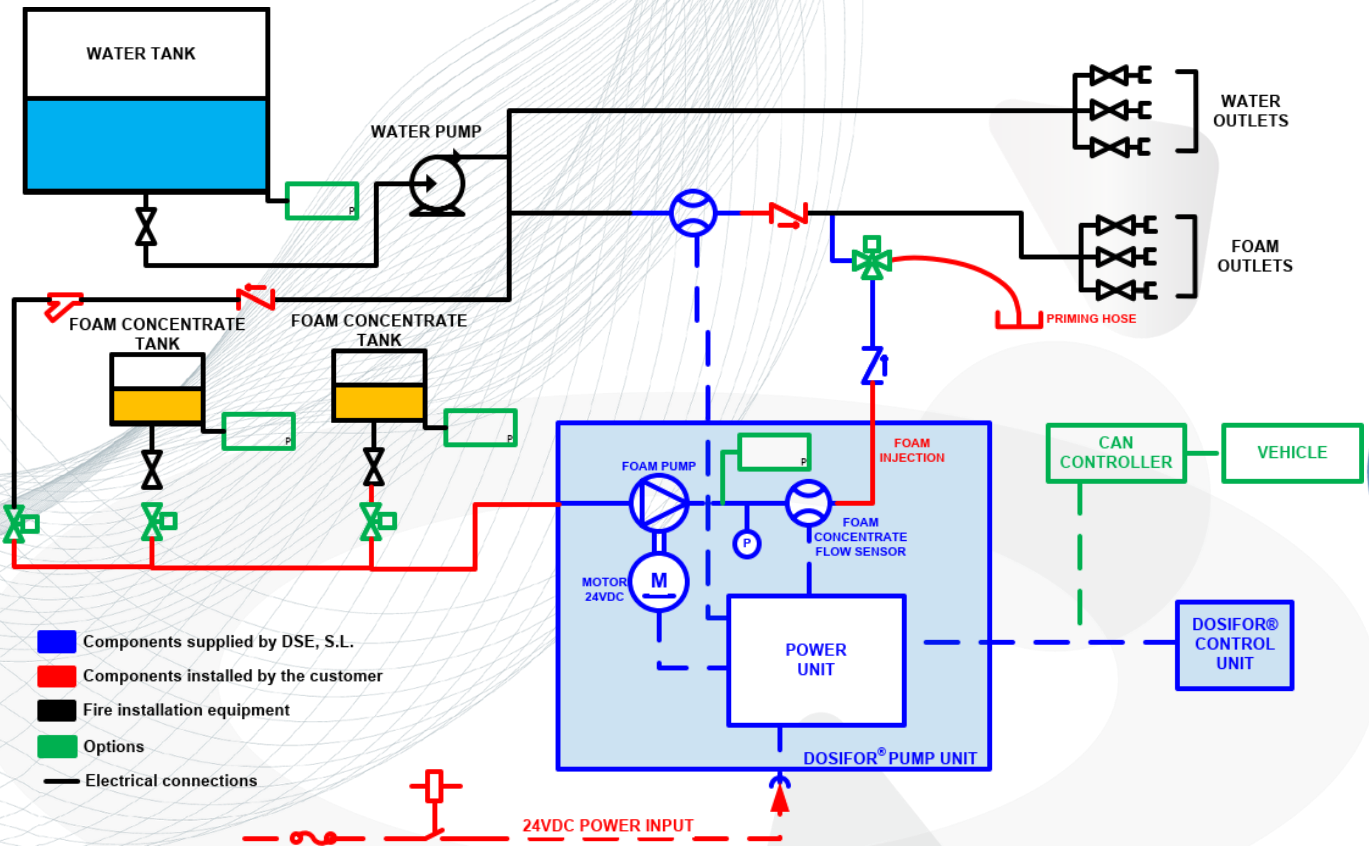 WATER TANK
WATER PUMP
WATER
OUTLETS
P
FOAM
OUTLETS
FOAM CONCENTRATE
TANK
FOAM CONCENTRATE
TANK
PRIMING HOSE
P
P
FOAM
INJECTION
FOAM PUMP
P
CAN
CONTROLLER
VEHICLE
P
FOAM
CONCENTRATE
FLOW SENSOR
MOTOR
24VDC
M
POWER
UNIT
DOSIFOR®
CONTROL
UNIT
Components supplied by DSE, S.L.
Components installed by the customer
Fire installation equipment
Options
Electrical connections
DOSIFOR® PUMP UNIT
24VDC POWER INPUT